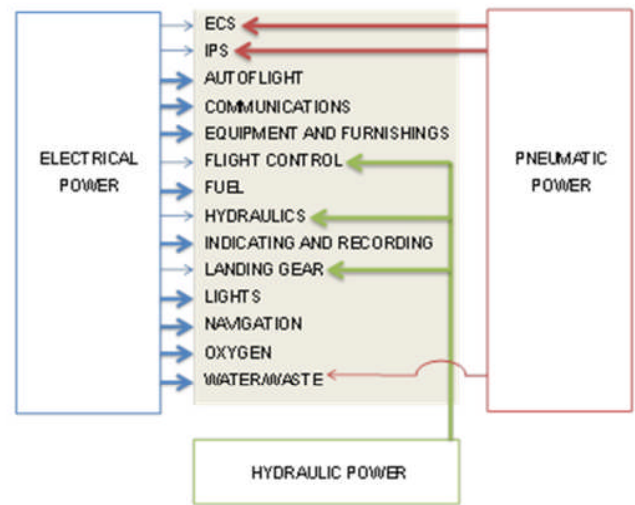 ECS
IPS
AUTOFLIGHT
COMMUNICATIONS
EQUIPMENT AND FURNISHINGS
ELECTRICAL
POWER
FLIGHT CONTROL
PNEUMATIC
POWER
FUEL
HYDRAULICS
INDICATING AND RECORDING
LANDING GEAR
LIGHTS
NAVIGATION
OXYGEN
WATER/WASTE
HYDRAULIC POWER